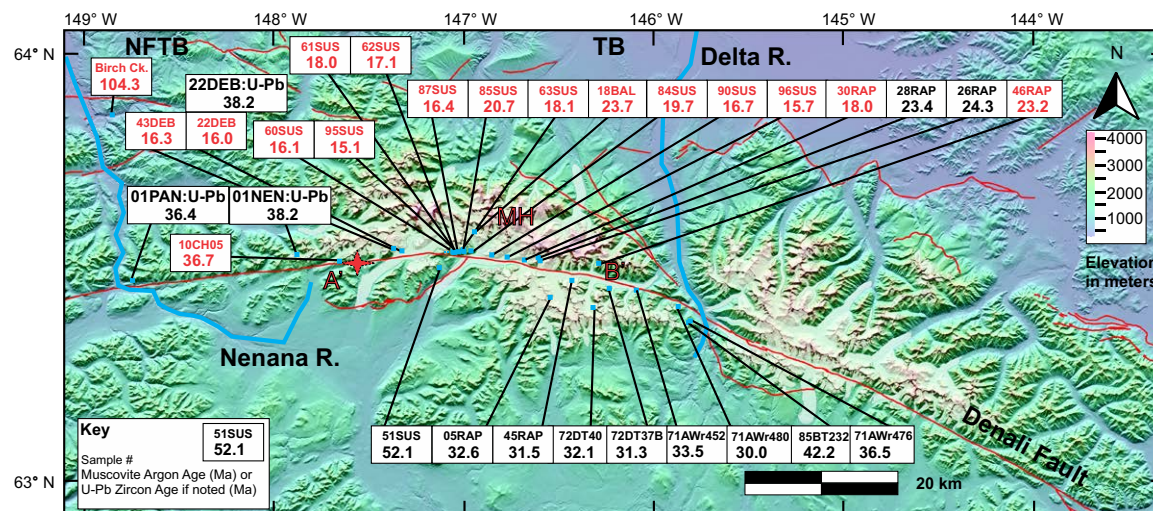 149° W
148° W
147° W
146° W
145° W
144° W
64° N
63° N
NFTB
TB
Delta R.
N
Birch Ck.
104.3
61SUS
18.0
62SUS
17.1
22DEB:U-Pb
38.2
43DEB
16.3
22DEB
16.0
60SUS
16.1
95SUS
15.1
87SUS
16.4
85SUS
20.7
63SUS
18.1
18BAL
23.7
84SUS
19.7
90SUS
16.7
96SUS
15.7
30RAP
18.0
28RAP
23.4
26RAP
24.3
46RAP
23.2
4000
3000
2000
1000
Elevation
in meters
01PAN:U-Pb
36.4
01NEN:U-Pb
38.2
10CH05
36.7
MH
A'
B'
Nenana R.
Denali Fault
51SUS
52.1
05RAP
32.6
45RAP
31.5
72DT40
32.1
72DT37B
31.3
71AWr452
33.5
71AWr480
30.0
85BT232
42.2
71AWr476
36.5
20 km
Key
51SUS
52.1
Sample #
Muscovite Argon Age (Ma) or
U-Pb Zircon Age if noted (Ma)